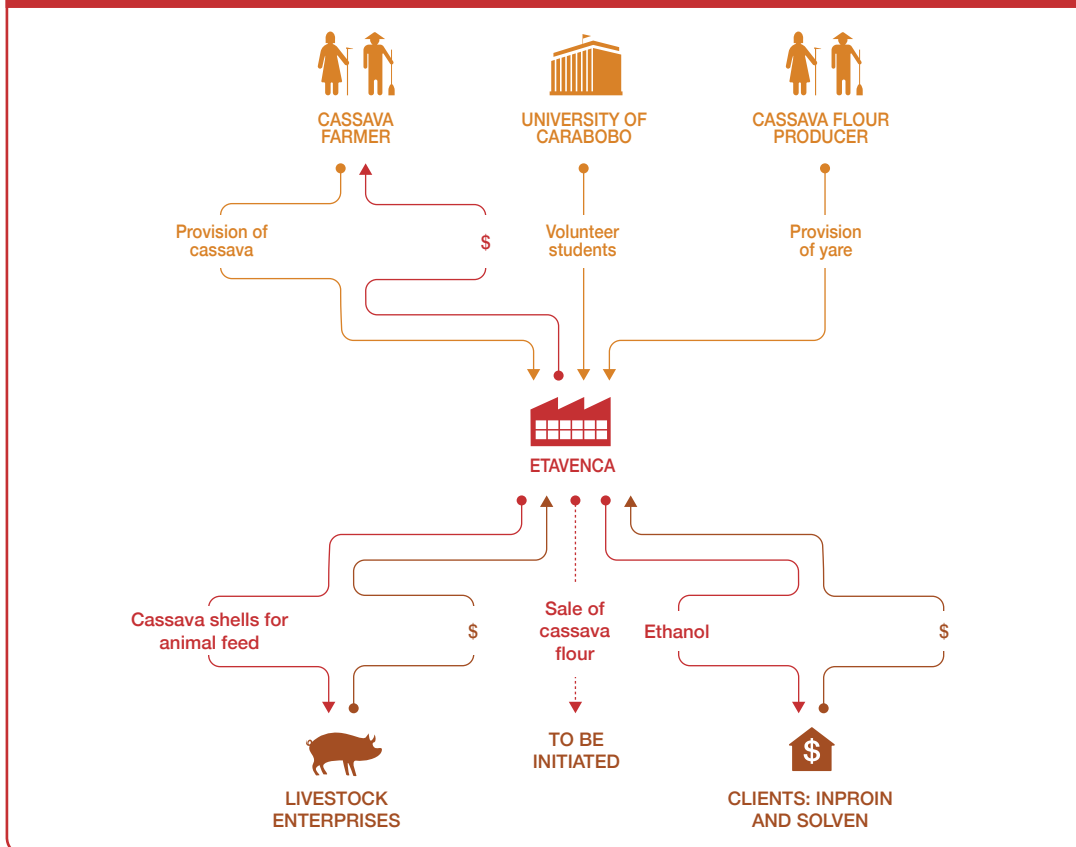 CASSAVA
FARMER
UNIVERSITY OF
CARABOBO
CASSAVA FLOUR
PRODUCER
Provision of
cassava
$
Volunteer
students
Provision
of yare
ETAVENCA
Cassava shells for
animal feed
$
Sale of
cassava
flour
Ethanol
$
LIVESTOCK
ENTERPRISES
TO BE
INITIATED
$
CLIENTS: INPROIN
AND SOLVEN